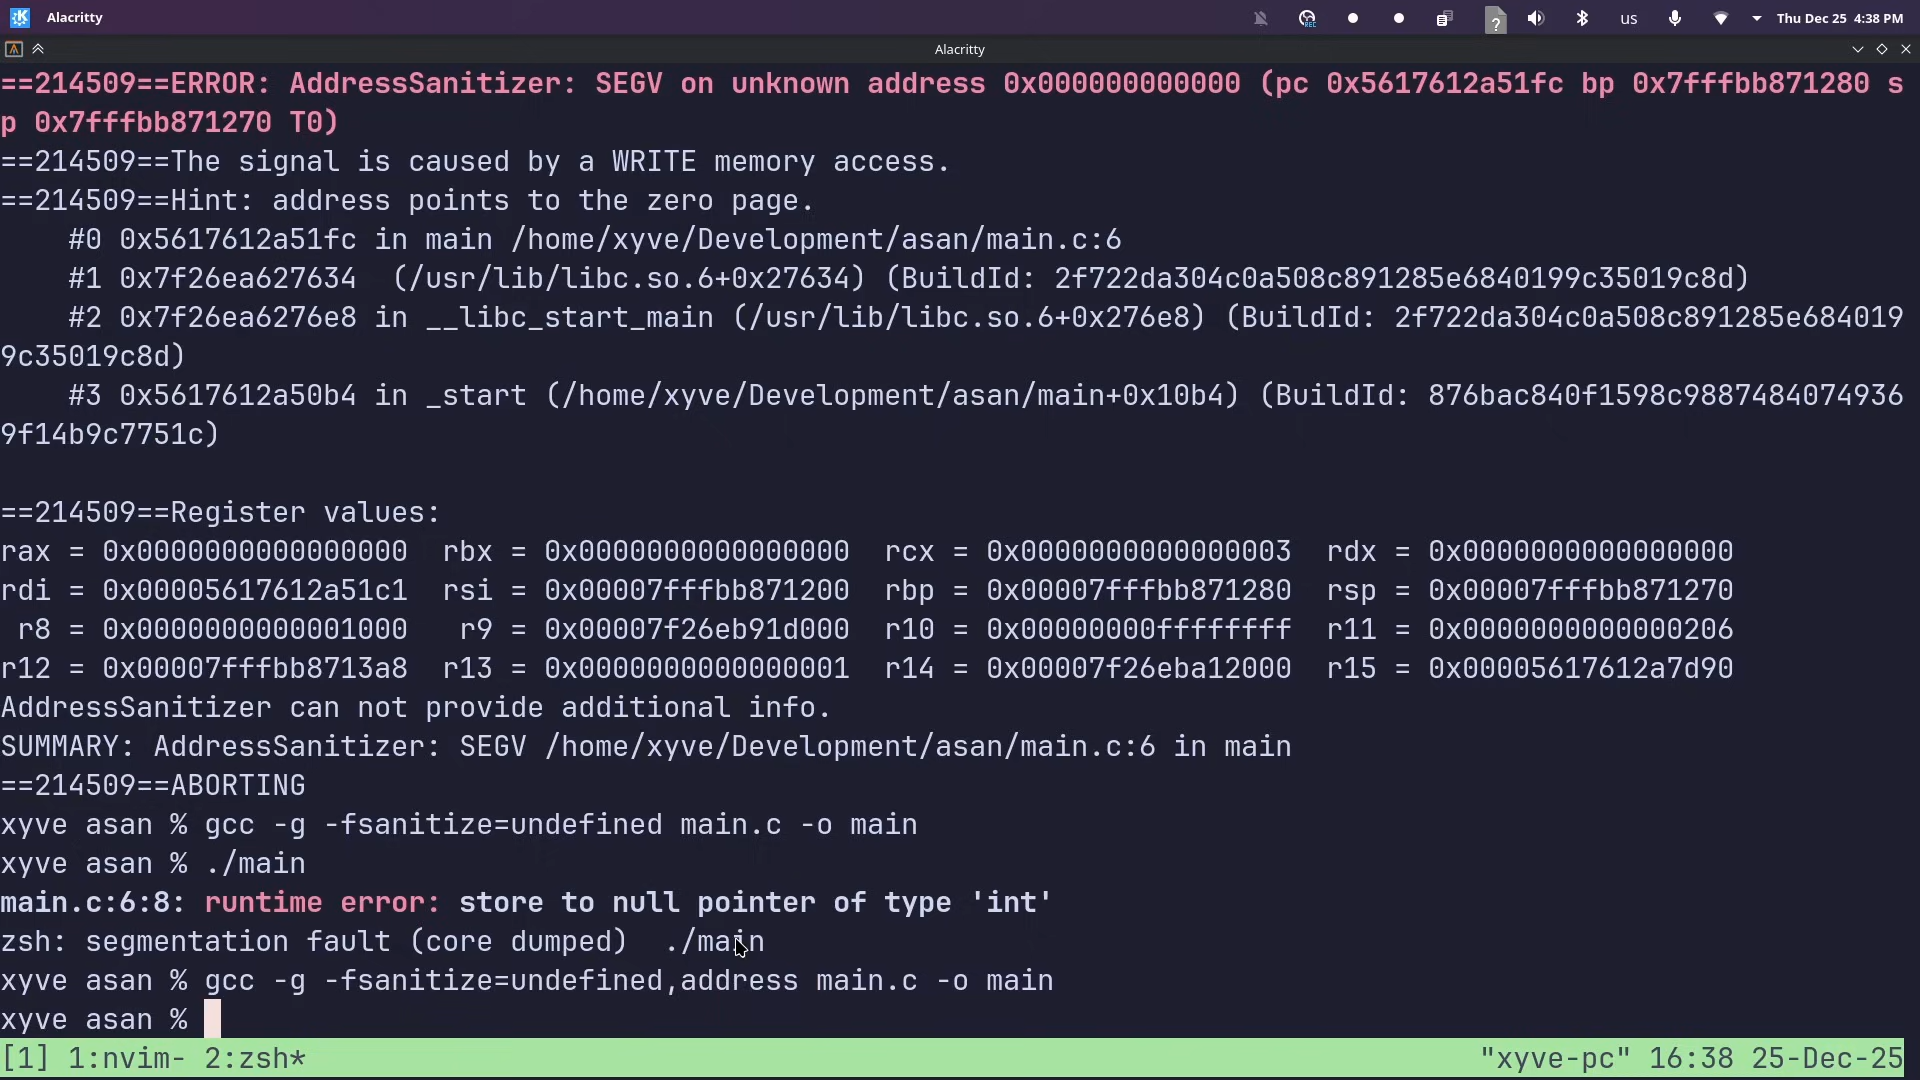 Alacritty
us
Thu Dec 25 4:38 PM
Alacritty
==214509==ERROR: AddressSanitizer: SEGV on unknown address 0x000000000000 (pc 0x5617612a51fc bp 0x7fffbb871280 s
p 0x7fffbb871270 T0)
==214509==The signal is caused by a WRITE memory access.
==214509==Hint: address points to the zero page.
    #0 0x5617612a51fc in main /home/xyve/Development/asan/main.c:6
    #1 0x7f26ea627634  (/usr/lib/libc.so.6+0x27634) (BuildId: 2f722da304c0a508c891285e6840199c35019c8d)
    #2 0x7f26ea6276e8 in __libc_start_main (/usr/lib/libc.so.6+0x276e8) (BuildId: 2f722da304c0a508c891285e684019
9c35019c8d)
    #3 0x5617612a50b4 in _start (/home/xyve/Development/asan/main+0x10b4) (BuildId: 876bac840f1598c9887484074936
9f14b9c7751c)
==214509==Register values:
rax = 0x0000000000000000  rbx = 0x0000000000000000  rcx = 0x0000000000000003  rdx = 0x0000000000000000
rdi = 0x00005617612a51c1  rsi = 0x00007fffbb871200  rbp = 0x00007fffbb871280  rsp = 0x00007fffbb871270
 r8 = 0x0000000000001000   r9 = 0x00007f26eb91d000  r10 = 0x00000000ffffffff  r11 = 0x0000000000000206
r12 = 0x00007fffbb8713a8  r13 = 0x0000000000000001  r14 = 0x00007f26eba12000  r15 = 0x00005617612a7d90
AddressSanitizer can not provide additional info.
SUMMARY: AddressSanitizer: SEGV /home/xyve/Development/asan/main.c:6 in main
==214509==ABORTING
xyve asan % gcc -g -fsanitize=undefined main.c -o main
xyve asan % ./main
main.c:6:8: runtime error: store to null pointer of type 'int'
zsh: segmentation fault (core dumped)  ./main
xyve asan % gcc -g -fsanitize=undefined,address main.c -o main
xyve asan %
[1] 1:nvim- 2:zsh*
"xyve-pc" 16:38 25-Dec-25